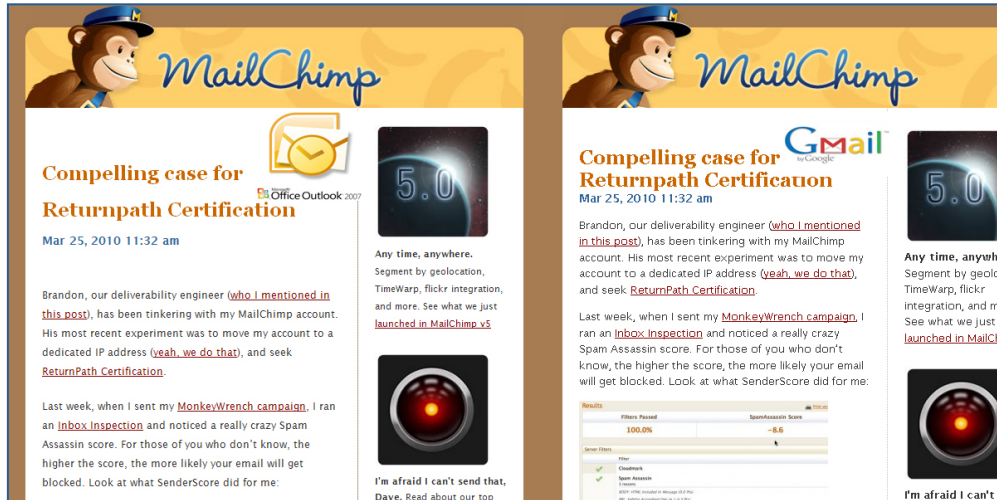 MailChimp
Compelling case for
Microsoft
Office Outlook 2007
Returnpath Certification
Mar 25, 2010 11:32 am
Brandon, our deliverability engineer (who I mentioned in
this post), has been tinkering with my MailChimp account.
His most recent experiment was to move my account to a
dedicated IP address (yeah, we do that), and seek
ReturnPath Certification.
Last week, when I sent my MonkeyWrench campaign, I ran
an Inbox Inspection and noticed a really crazy Spam
Assassin score. For those of you who don't know, the
higher the score, the more likely your email will get
blocked. Look at what SenderScore did for me:
5.0
Any time, anywhere.
Segment by geolocation,
TimeWarp, flickr integration,
and more. See what we just
launched in MailChimp v5
I'm afraid I can't send that,
Dave. Read about our top
MailChimp
Gmail
by Google
Compelling case for
Returnpath Certification
Mar 25, 2010 11:32 am
Brandon, our deliverability engineer (who I mentioned
in this post), has been tinkering with my MailChimp
account. His most recent experiment was to move my
account to a dedicated IP address (yeah, we do that),
and seek ReturnPath Certification.
Last week, when I sent my MonkeyWrench campaign, I
ran an Inbox Inspection and noticed a really crazy
Spam Assassin score. For those of you who don't
know, the higher the score, the more likely your email
will get blocked. Look at what SenderScore did for me:
Results
Filters Passed
SpamAssassin Score
100.0%
-8.6
Server Filters
Filter
Cloudmark
Spam Assassin
5.0
Any time, anywh
Segment by geolo
TimeWarp, flickr
integration, and m
See what we just
launched in MailCh
I'm afraid I can't